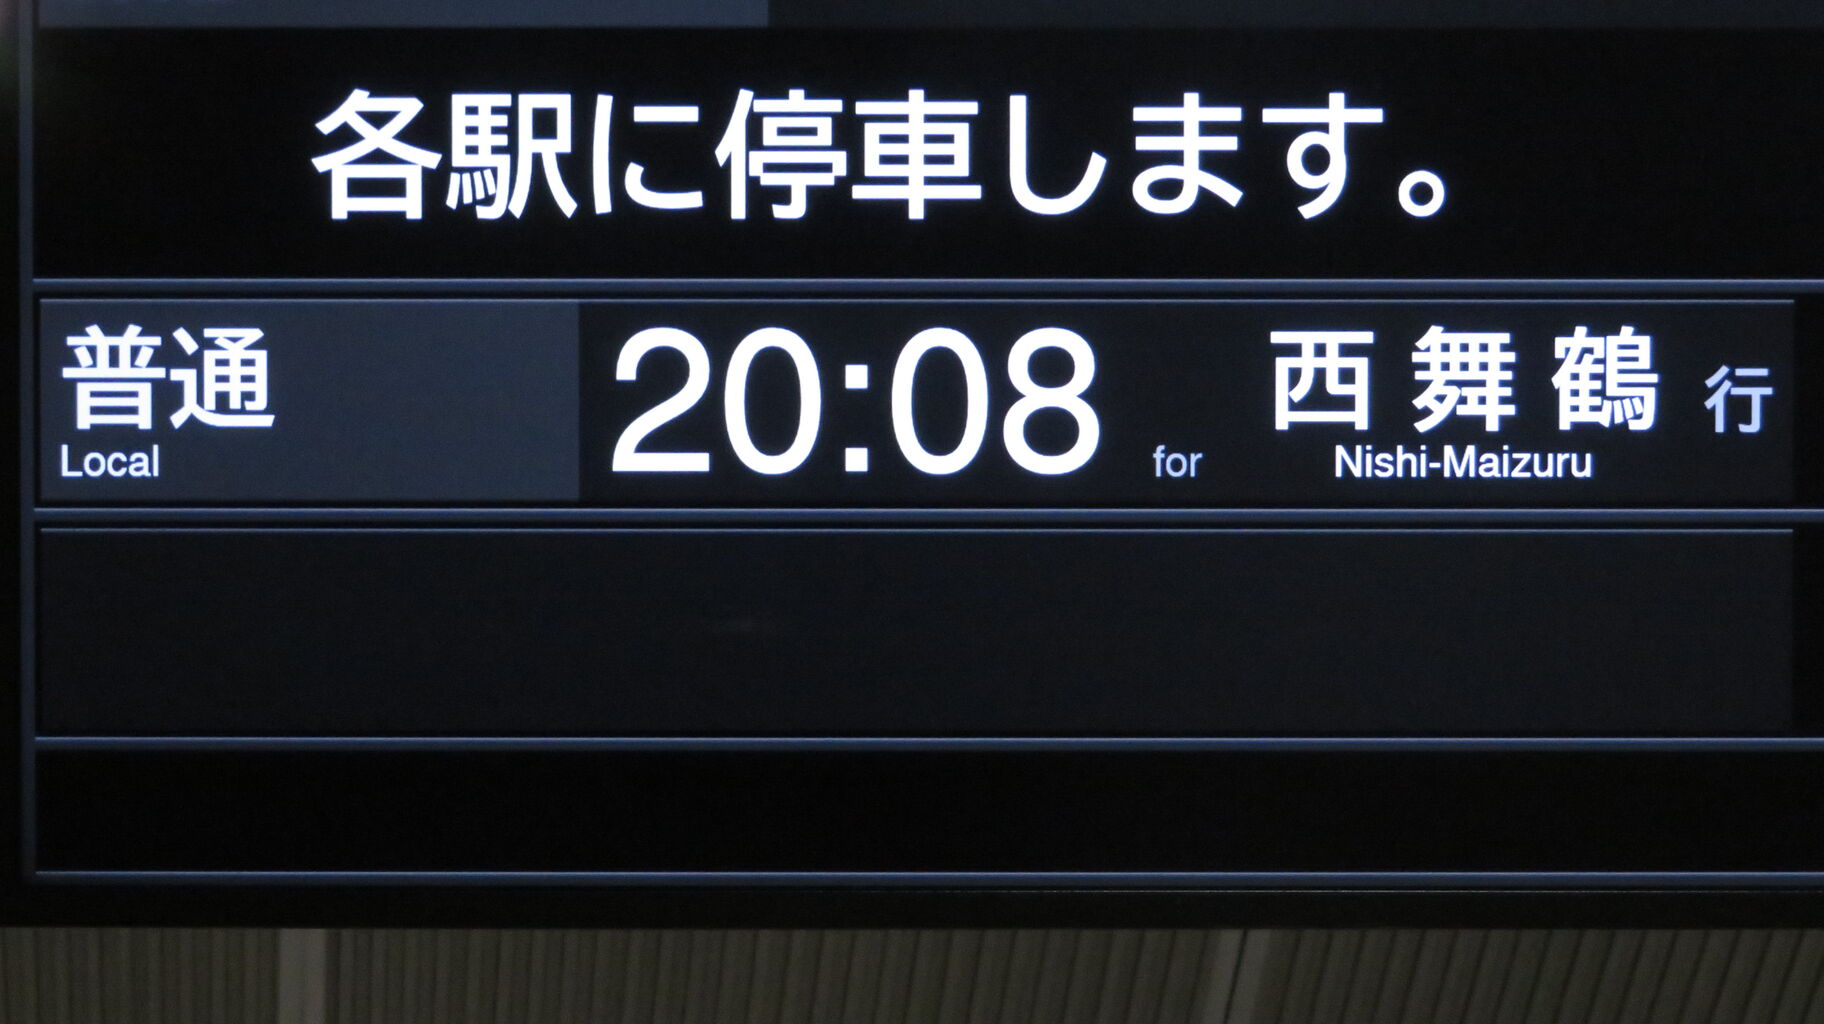 各駅に停車します。
普通 20:08 西舞鶴 行
Local for Nishi-Maizuru